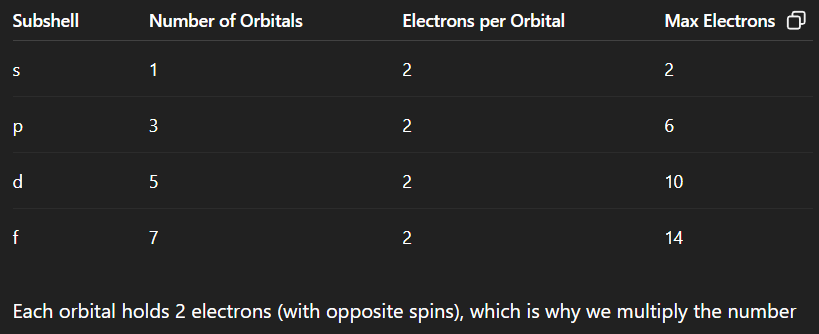 Subshell Number of Orbitals Electrons per Orbital Max Electrons
s 1 2 2
p 3 2 6
d 5 2 10
f 7 2 14
Each orbital holds 2 electrons (with opposite spins), which is why we multiply the number